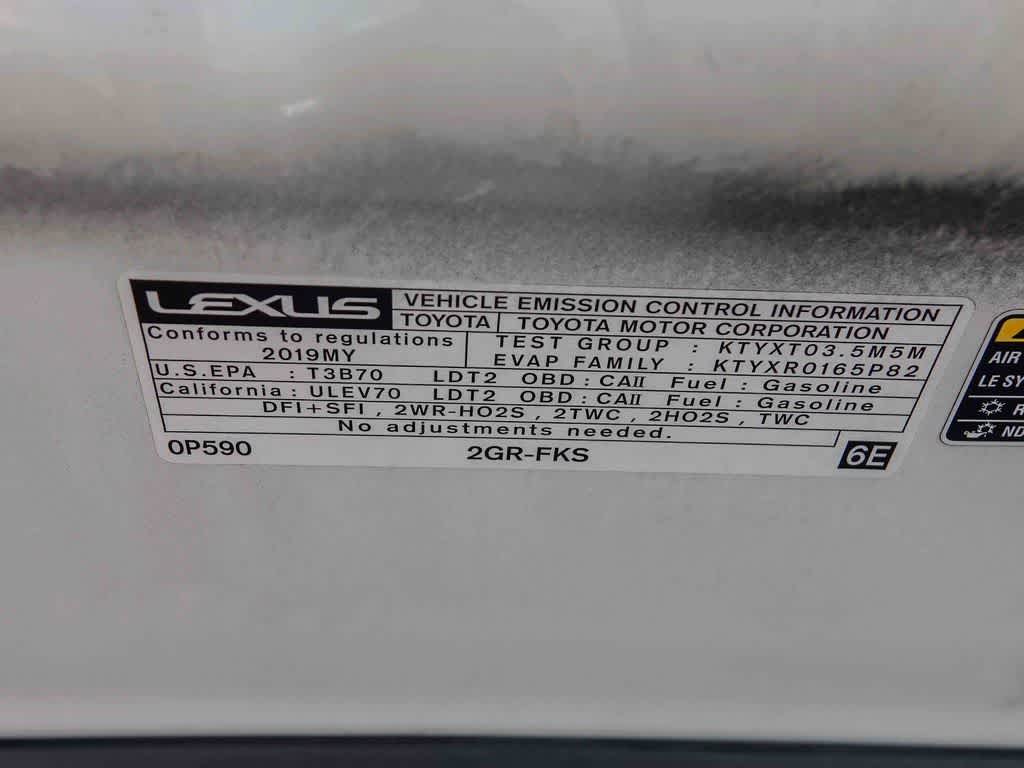 LEXUS VEHICLE EMISSION CONTROL INFORMATION
TOYOTA TOYOTA MOTOR CORPORATION
Conforms to regulations
2019MY
TEST GROUP : KTYXT03.5M5M
EVAP FAMILY : KTYXR0165P82
U.S.EPA : T3B70 LDT2 OBD : CAII Fuel : Gasoline
California : ULEV70 LDT2 OBD : CAII Fuel : Gasoline
DFI+SFI , 2WR-HO2S , 2TWC , 2HO2S , TWC
No adjustments needed.
0P590 2GR-FKS 6E
AIR
LE SY
R
ND